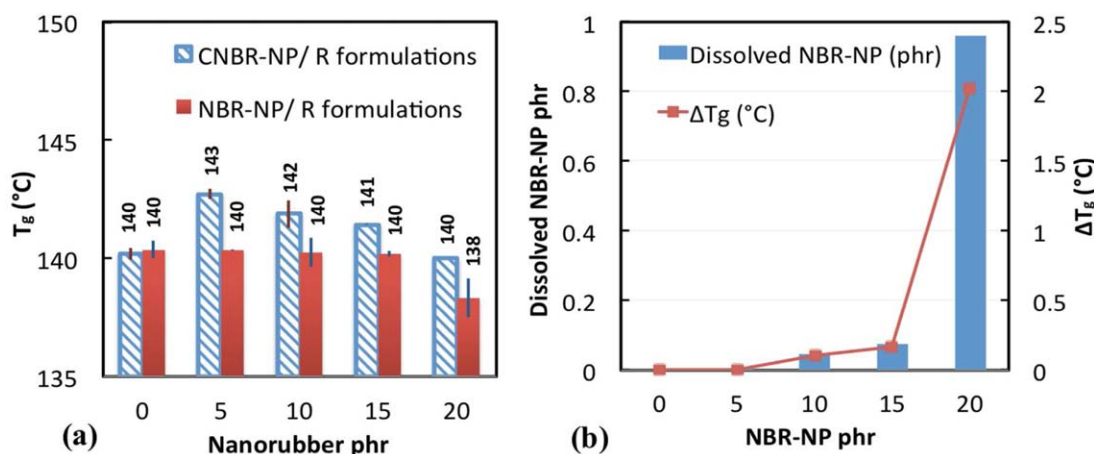 150
145
140
135
Tg (°C)
CNBR-NP/ R formulations
NBR-NP/ R formulations
140
140
143
140
142
140
141
140
140
138
0 5 10 15 20
(a) Nanorubber phr
1
0.8
0.6
0.4
0.2
0
Dissolved NBR-NP phr
Dissolved NBR-NP (phr)
ΔTg (°C)
2.5
2
1.5
1
0.5
0
ΔTg (°C)
0 5 10 15 20
(b) NBR-NP phr